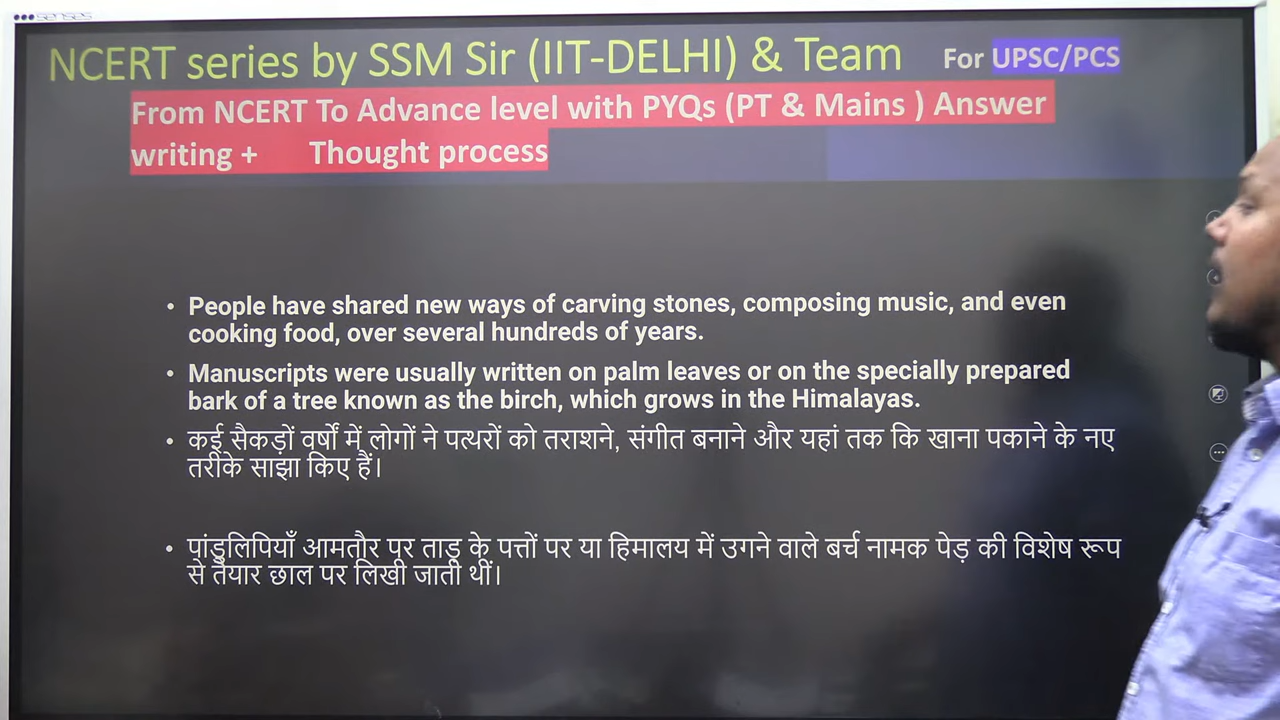 senses
NCERT series by SSM Sir (IIT-DELHI) & Team For UPSC/PCS
From NCERT To Advance level with PYQs (PT & Mains ) Answer
writing + Thought process
• People have shared new ways of carving stones, composing music, and even
cooking food, over several hundreds of years.
• Manuscripts were usually written on palm leaves or on the specially prepared
bark of a tree known as the birch, which grows in the Himalayas.
• कई सैकड़ों वर्षों में लोगों ने पत्थरों को तराशने, संगीत बनाने और यहां तक कि खाना पकाने के नए
तरीके साझा किए हैं।
• पांडुलिपियाँ आमतौर पर ताड़ के पत्तों पर या हिमालय में उगने वाले बर्च नामक पेड़ की विशेष रूप
से तैयार छाल पर लिखी जाती थीं।